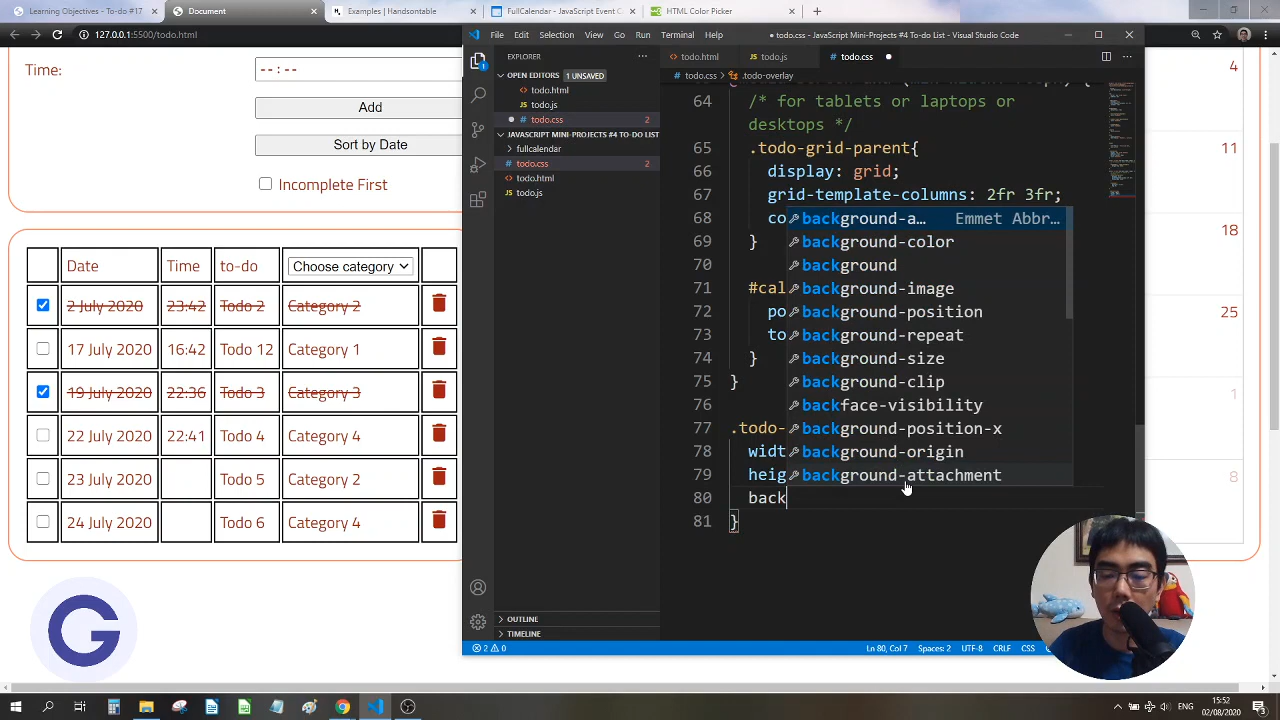 Learning Objectives - To-do #17
Document
Examples | Handsontable
FullCalendar - JavaScript Event C
HTML Color Picker
127.0.0.1:5500/todo.html
File Edit Selection View Go Run
todo.css - JavaScript Mini-Projects #4 To-do List - Visual Studio Code
EXPLORER
OPEN EDITORS 1 UNSAVED
todo.html
todo.js
todo.css 2
JAVASCRIPT MINI-PROJECTS #4 TO-DO LIST
fullcalendar
todo.css 2
todo.html
todo.js
OUTLINE
TIMELINE
todo.html
todo.js
todo.css
todo.css > .todo-overlay
64 /* for tablets or laptops or
desktops */
65 .todo-grid-parent{
66 display: grid;
67 grid-template-columns: 2fr 3fr;
68 co
69 }
70
71 #cal
72 po
73 to
74 }
75 }
76
77 .todo-
78 widt
79 heig
80 back
81 }
background-a… Emmet Abbr…
background-color
background
background-image
background-position
background-repeat
background-size
background-clip
backface-visibility
background-position-x
background-origin
background-attachment
2 0
Ln 80, Col 7 Spaces: 2 UTF-8 CRLF CSS
Time:
-- : --
Add
Sort by Date
Incomplete First
Date Time to-do Choose category
2 July 2020 23:42 Todo 2 Category 2
17 July 2020 16:42 Todo 12 Category 1
19 July 2020 22:36 Todo 3 Category 3
22 July 2020 22:41 Todo 4 Category 4
23 July 2020 Todo 5 Category 2
24 July 2020 Todo 6 Category 4
4
11
18
25
1
8
G
ENG
15:52
02/08/2020